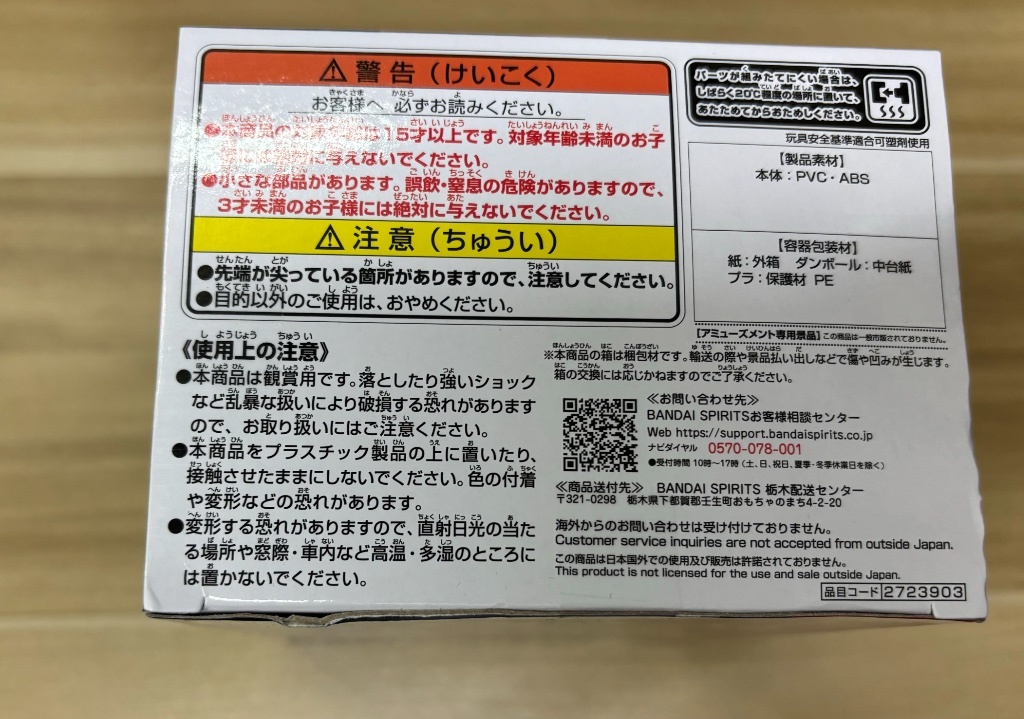 ⚠警告(けいこく)
お客様へ 必ずお読みください。
●本商品の対象年齢は15才以上です。対象年齢未満のお子
様には与えないでください。
●小さな部品があります。誤飲・窒息の危険がありますので、
3才未満のお子様には絶対に与えないでください。
⚠注意(ちゅうい)
●先端が尖っている箇所がありますので、注意してください。
●目的以外のご使用は、おやめください。
《使用上の注意》
●本商品は観賞用です。落としたり強いショック
など乱暴な扱いにより破損する恐れがあります
ので、お取り扱いにはご注意ください。
●本商品をプラスチック製品の上に置いたり、
接触させたままにしないでください。色の付着
や変形などの恐れがあります。
●変形する恐れがありますので、直射日光の当た
る場所や窓際・車内など高温・多湿のところに
は置かないでください。
パーツが組みたてにくい場合は、
しばらく20℃程度の場所に置いて、
あたためてからおためしください。
玩具安全基準適合可塑剤使用
【製品素材】
本体:PVC・ABS
【容器包装材】
紙:外箱 ダンボール:中台紙
プラ:保護材 PE
【アミューズメント専用景品】この商品は一般市販されておりません。
※本商品の箱は梱包材です。輸送の際や景品払い出しなどで傷や凹みが生じます。
箱の交換には応じかねますのでご了承ください。
≪お問い合わせ先≫
BANDAI SPIRITSお客様相談センター
Web https://support.bandaispirits.co.jp
ナビダイヤル 0570-078-001
●受付時間 10時〜17時(土、日、祝日、夏季・冬季休業日を除く)
≪商品送付先≫ BANDAI SPIRITS 栃木配送センター
〒321-0298 栃木県下都賀郡壬生町おもちゃのまち4-2-20
海外からのお問い合わせは受け付けておりません。
Customer service inquiries are not accepted from outside Japan.
この商品は日本国外での使用及び販売は許諾されておりません。
This product is not licensed for the use and sale outside Japan.
品目コード 2723903